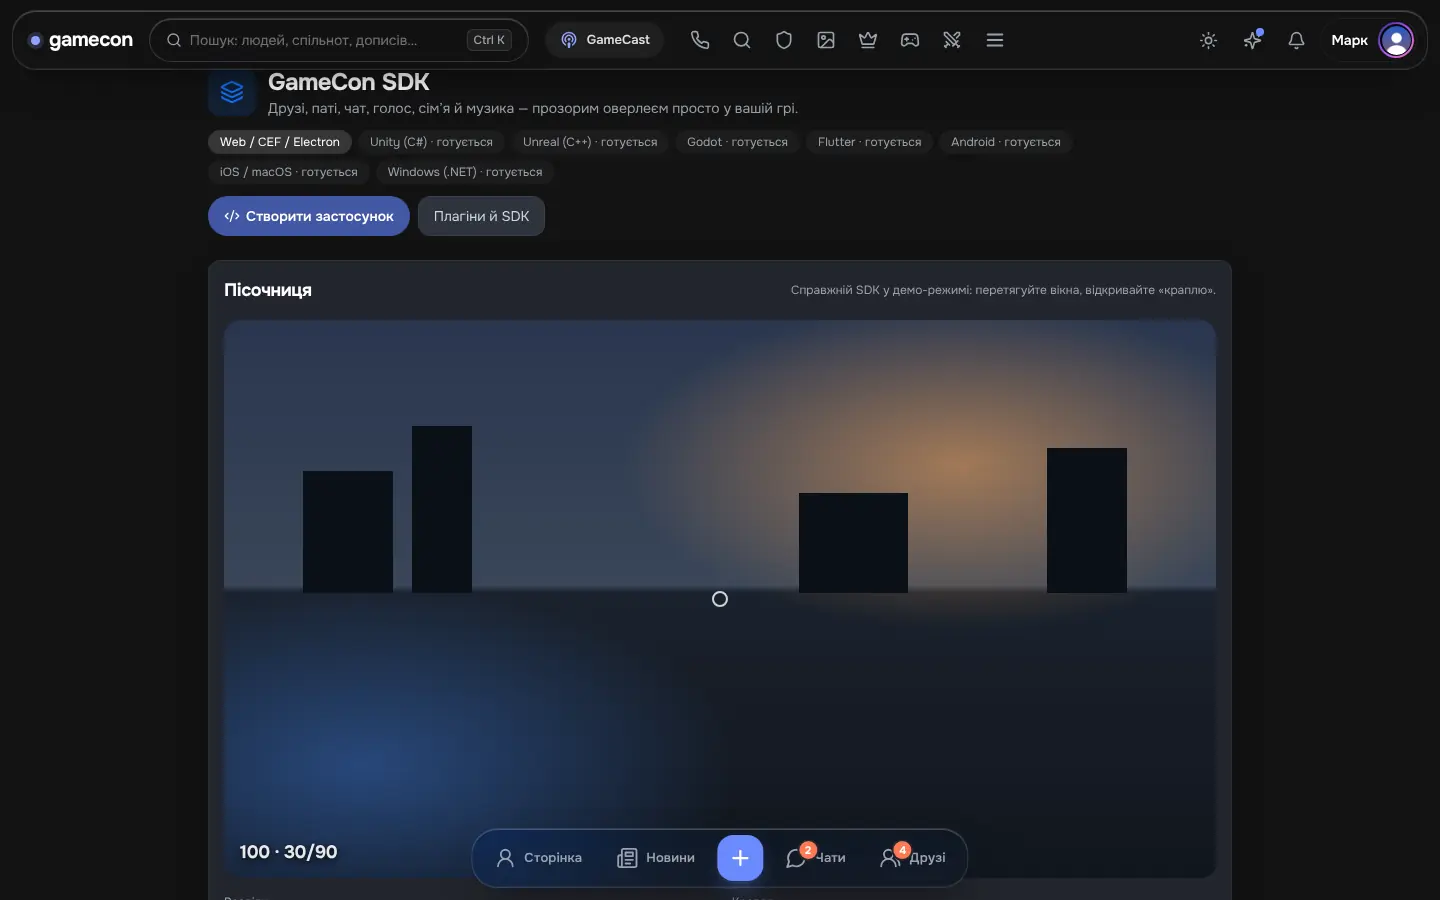 gamecon
Пошук: людей, спільнот, дописів...
Ctrl K
GameCast
Марк
GameCon SDK
Друзі, паті, чат, голос, сім’я й музика — прозорим оверлеєм просто у вашій грі.
Web / CEF / Electron
Unity (C#) · готується
Unreal (C++) · готується
Godot · готується
Flutter · готується
Android · готується
iOS / macOS · готується
Windows (.NET) · готується
</> Створити застосунок
Плагіни й SDK
Пісочниця
Справжній SDK у демо-режимі: перетягуйте вікна, відкривайте «краплю».
100 · 30/90
Сторінка
Новини
2
Чати
4
Друзі